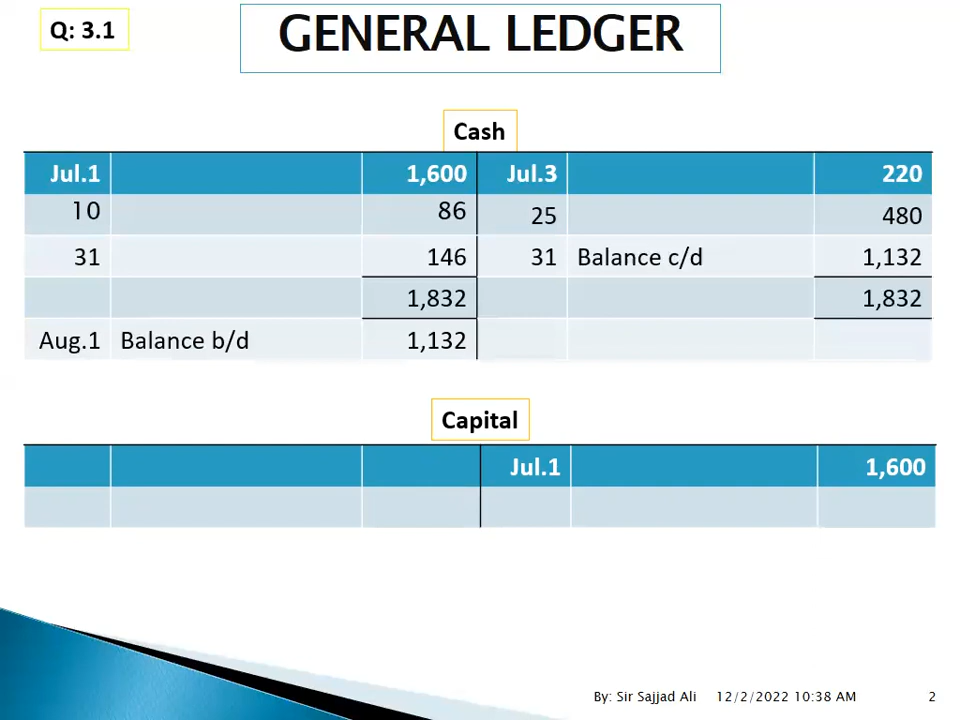 Q: 3.1
GENERAL LEDGER
Cash
Jul.1 1,600 Jul.3 220
10 86 25 480
31 146 31 Balance c/d 1,132
1,832 1,832
Aug.1 Balance b/d 1,132
Capital
Jul.1 1,600
By: Sir Sajjad Ali 12/2/2022 10:38 AM 2